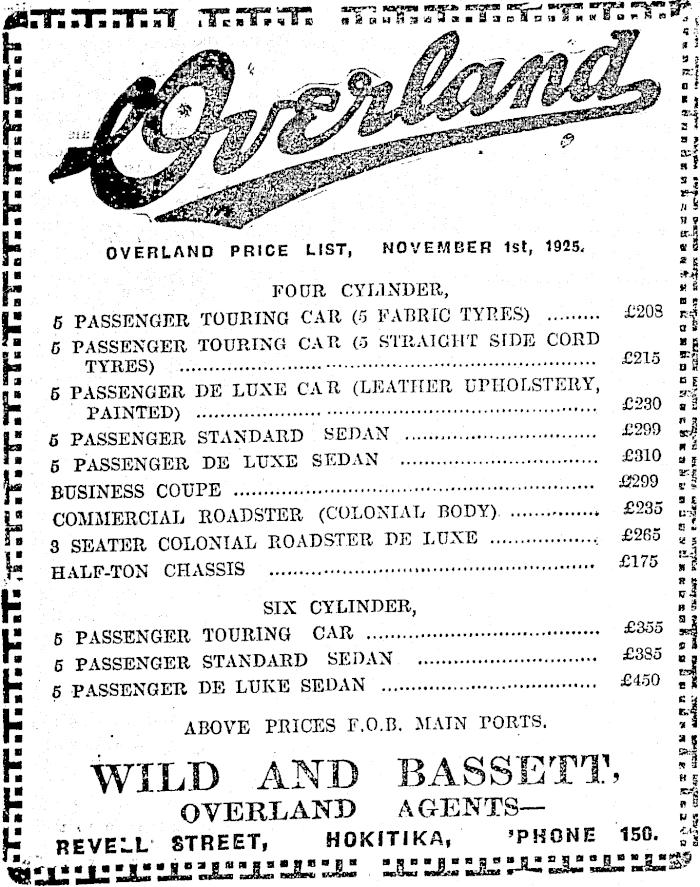 Overland
OVERLAND PRICE LIST, NOVEMBER 1st, 1925.
FOUR CYLINDER,
5 PASSENGER TOURING CAR (5 FABRIC TYRES) ......... £208
5 PASSENGER TOURING CAR (5 STRAIGHT SIDE CORD
TYRES) ............................................................ £215
5 PASSENGER DE LUXE CAR (LEATHER UPHOLSTERY,
PAINTED) ......................................................... £230
5 PASSENGER STANDARD SEDAN ............................ £299
5 PASSENGER DE LUXE SEDAN ............................ £310
BUSINESS COUPE .................................................... £299
COMMERCIAL ROADSTER (COLONIAL BODY) ............. £235
3 SEATER COLONIAL ROADSTER DE LUXE ................ £265
HALF-TON CHASSIS ............................................... £175
SIX CYLINDER,
5 PASSENGER TOURING CAR .................................. £355
5 PASSENGER STANDARD SEDAN .......................... £385
5 PASSENGER DE LUKE SEDAN ............................... £450
ABOVE PRICES F.O.B. MAIN PORTS.
WILD AND BASSETT,
OVERLAND AGENTS—
REVELL STREET, HOKITIKA, 'PHONE 150.